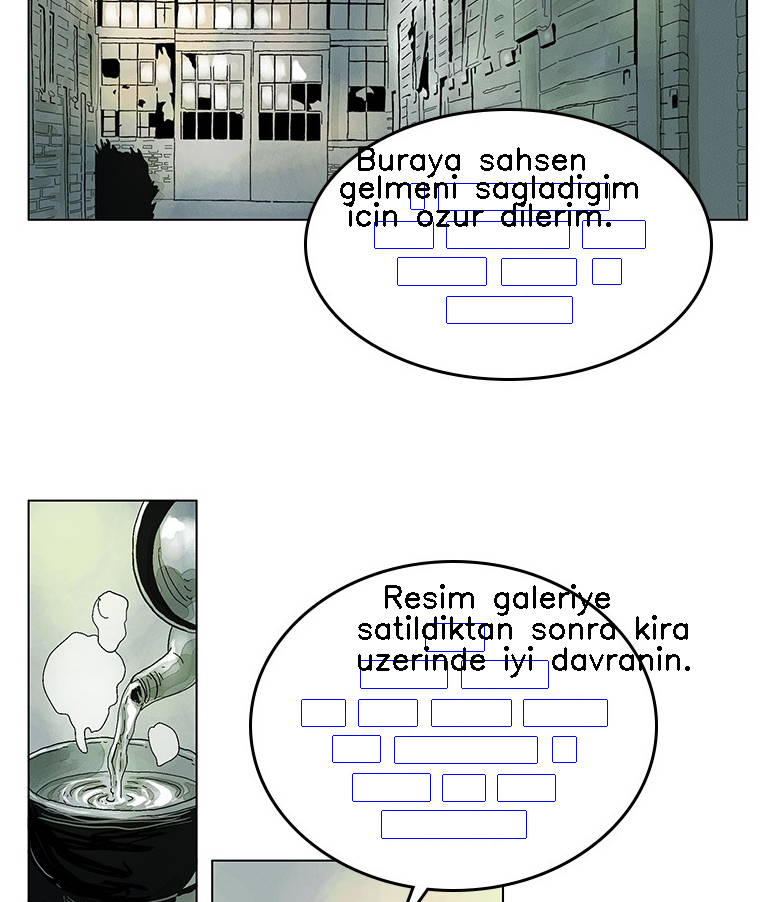 Buraya sahsen
gelmeni sagladigim
icin ozur dilerim.
Resim galeriye
satildiktan sonra kira
uzerinde iyi davranin.